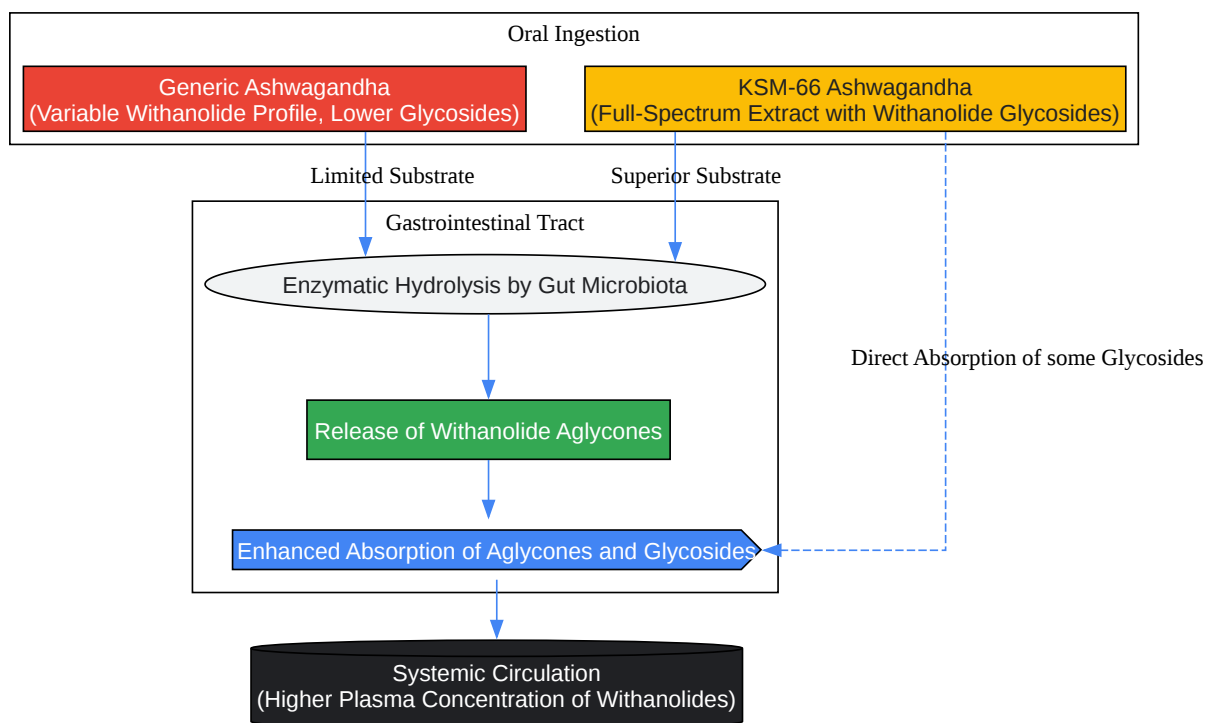 Oral Ingestion
Generic Ashwagandha
(Variable Withanolide Profile, Lower Glycosides)
KSM-66 Ashwagandha
(Full-Spectrum Extract with Withanolide Glycosides)
Limited Substrate
Superior Substrate
Gastrointestinal Tract
Enzymatic Hydrolysis by Gut Microbiota
Direct Absorption of some Glycosides
Release of Withanolide Aglycones
Enhanced Absorption of Aglycones and Glycosides
Systemic Circulation
(Higher Plasma Concentration of Withanolides)